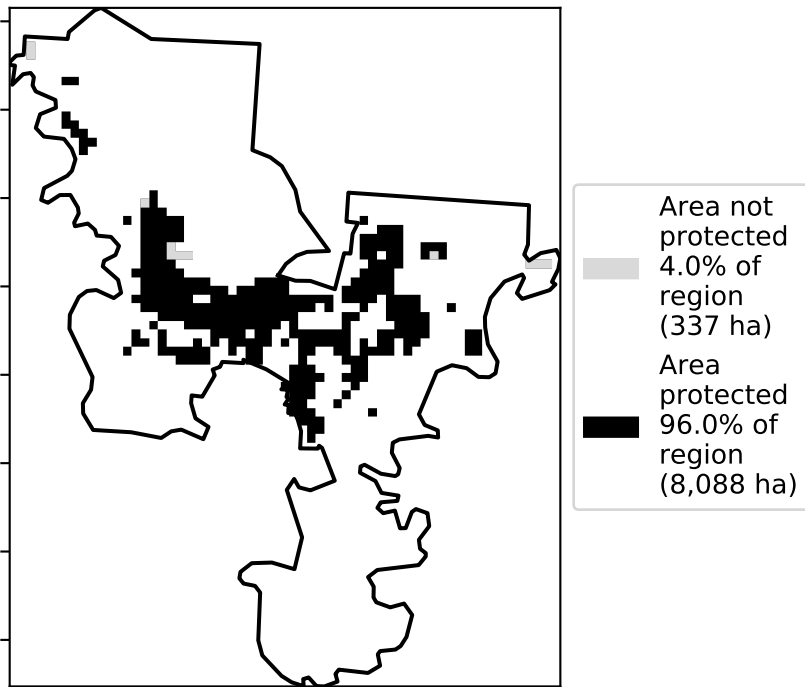 Area not
protected
4.0% of
region
(337 ha)
Area
protected
96.0% of
region
(8,088 ha)